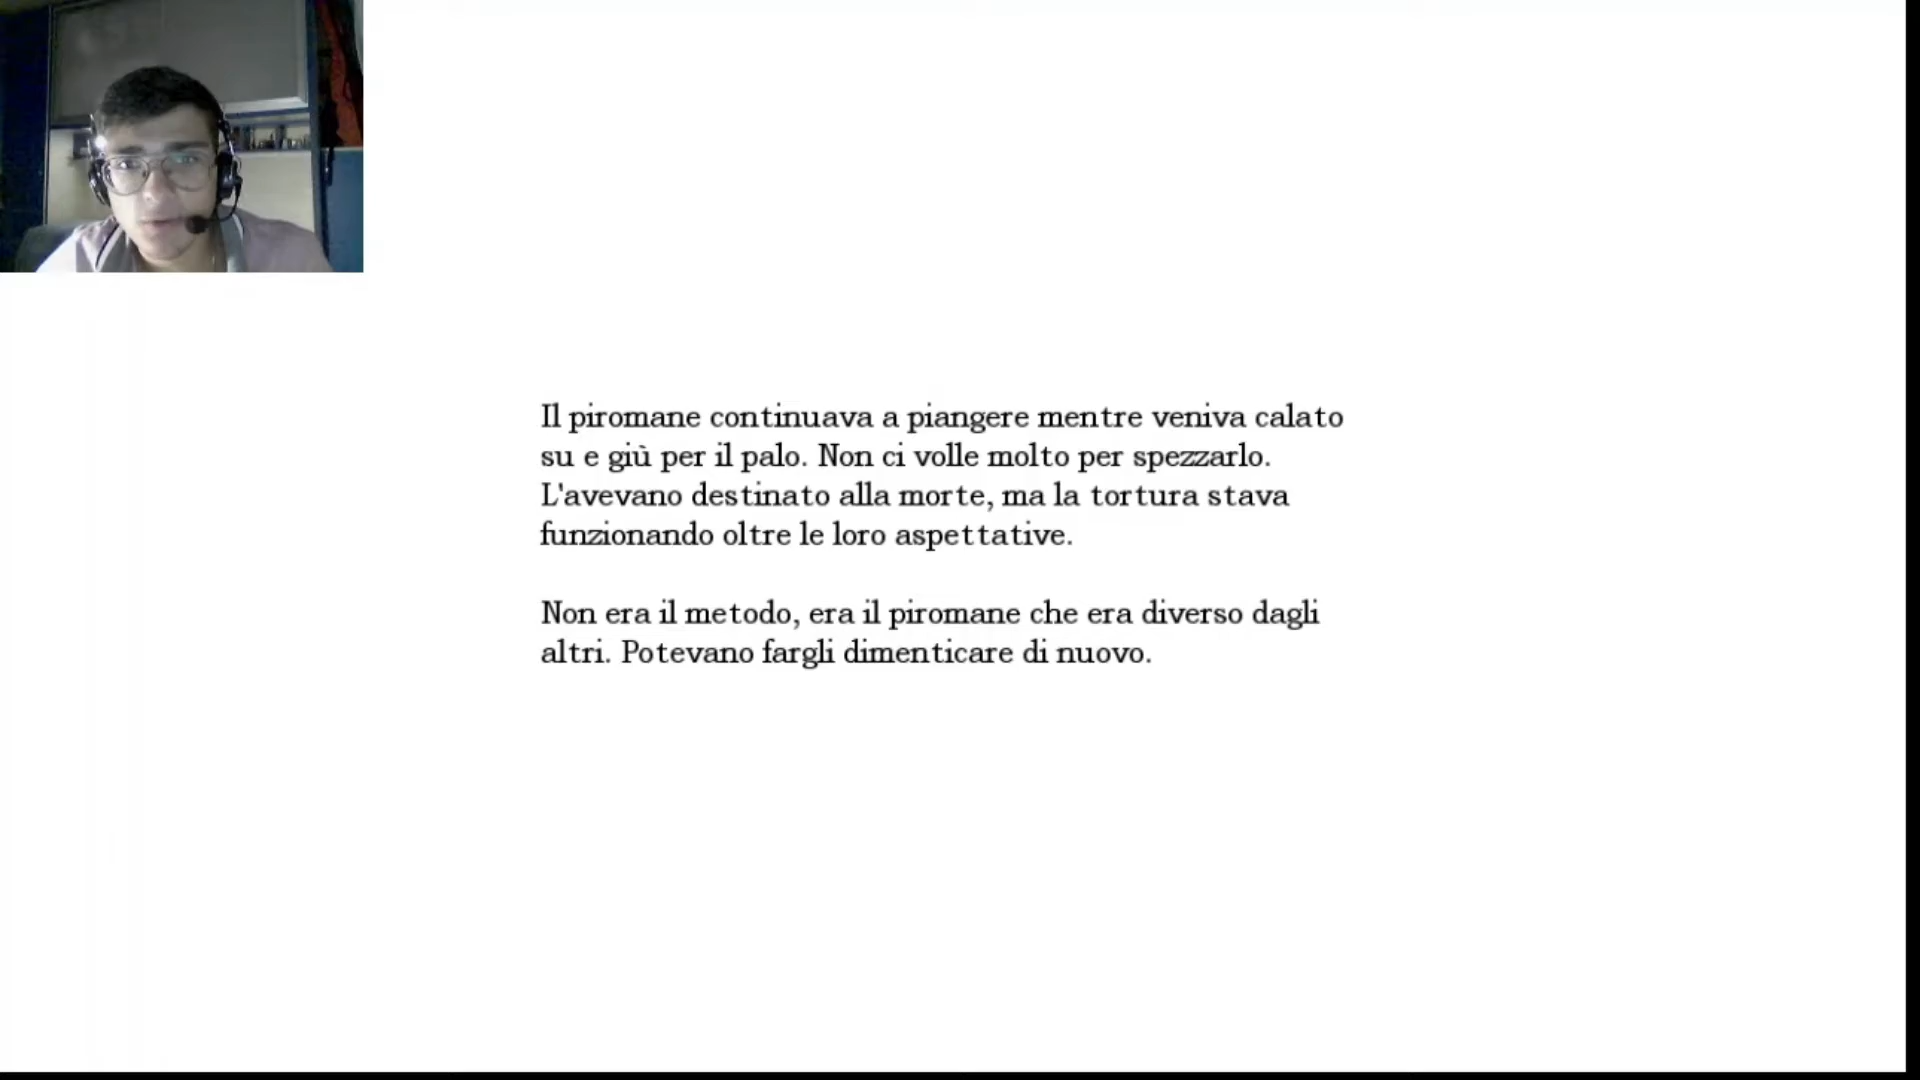 Il piromane continuava a piangere mentre veniva calato
su e giù per il palo. Non ci volle molto per spezzarlo.
L'avevano destinato alla morte, ma la tortura stava
funzionando oltre le loro aspettative.
Non era il metodo, era il piromane che era diverso dagli
altri. Potevano fargli dimenticare di nuovo.